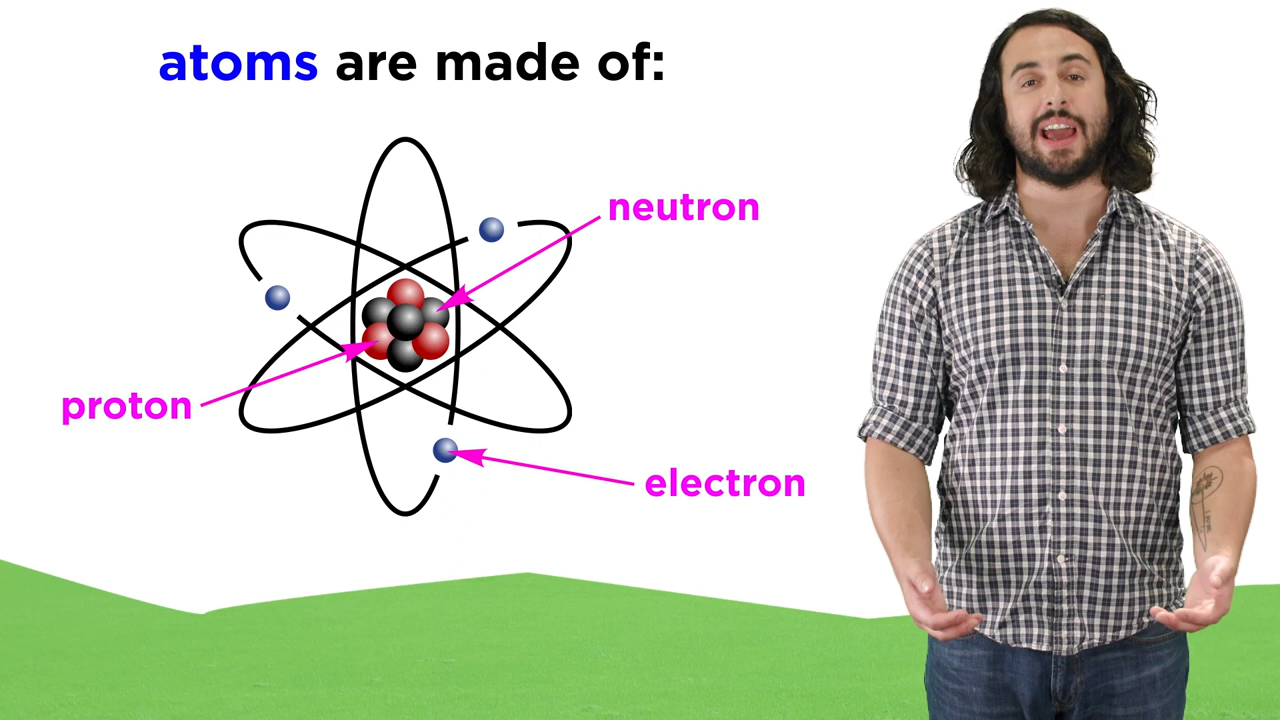 atoms are made of:
neutron
proton
electron